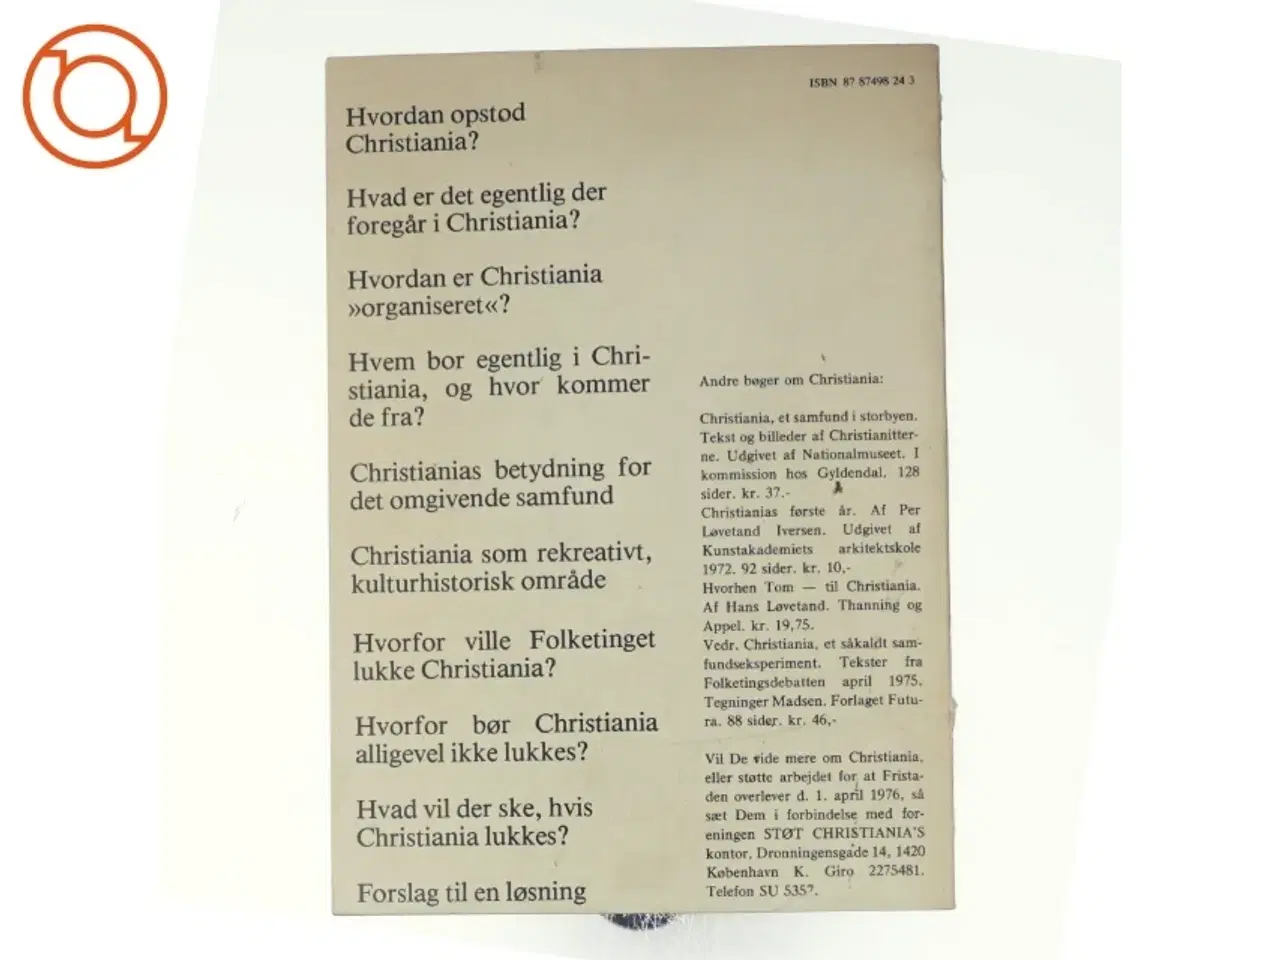 ISBN 87 87498 24 3
Hvordan opstod
Christiania?
Hvad er det egentlig der
foregår i Christiania?
Hvordan er Christiania
»organiseret«?
Hvem bor egentlig i Chri-
stiania, og hvor kommer
de fra?
Christianias betydning for
det omgivende samfund
Christiania som rekreativt,
kulturhistorisk område
Hvorfor ville Folketinget
lukke Christiania?
Hvorfor bør Christiania
alligevel ikke lukkes?
Hvad vil der ske, hvis
Christiania lukkes?
Forslag til en løsning
Andre bøger om Christiania:
Christiania, et samfund i storbyen.
Tekst og billeder af Christianitter-
ne. Udgivet af Nationalmuseet. I
kommission hos Gyldendal. 128
sider. kr. 37.-
Christianias første år. Af Per
Løvetand Iversen. Udgivet af
Kunstakademiets arkitektskole
1972. 92 sider. kr. 10,-
Hvorhen Tom — til Christiania.
Af Hans Løvetand. Thanning og
Appel. kr. 19,75.
Vedr. Christiania, et såkaldt sam-
fundseksperiment. Tekster fra
Folketingsdebatten april 1975.
Tegninger Madsen. Forlaget Futu-
ra. 88 sider. kr. 46,-
Vil De vide mere om Christiania,
eller støtte arbejdet for at Frista-
den overlever d. 1. april 1976, så
sæt Dem i forbindelse med for-
eningen STØT CHRISTIANIA'S
kontor, Dronningensgade 14, 1420
København K. Giro 2275481.
Telefon SU 5357.